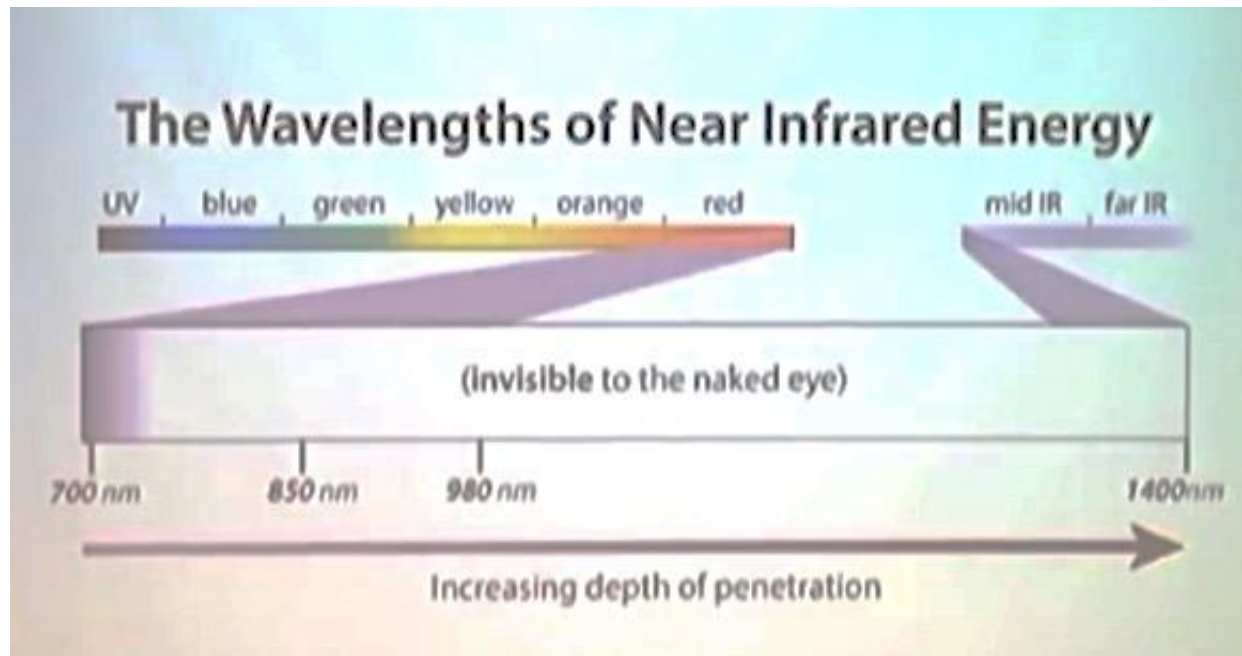 The Wavelengths of Near Infrared Energy
UV blue green yellow orange red mid IR far IR
(invisible to the naked eye)
700 nm 850 nm 980 nm 1400nm
Increasing depth of penetration